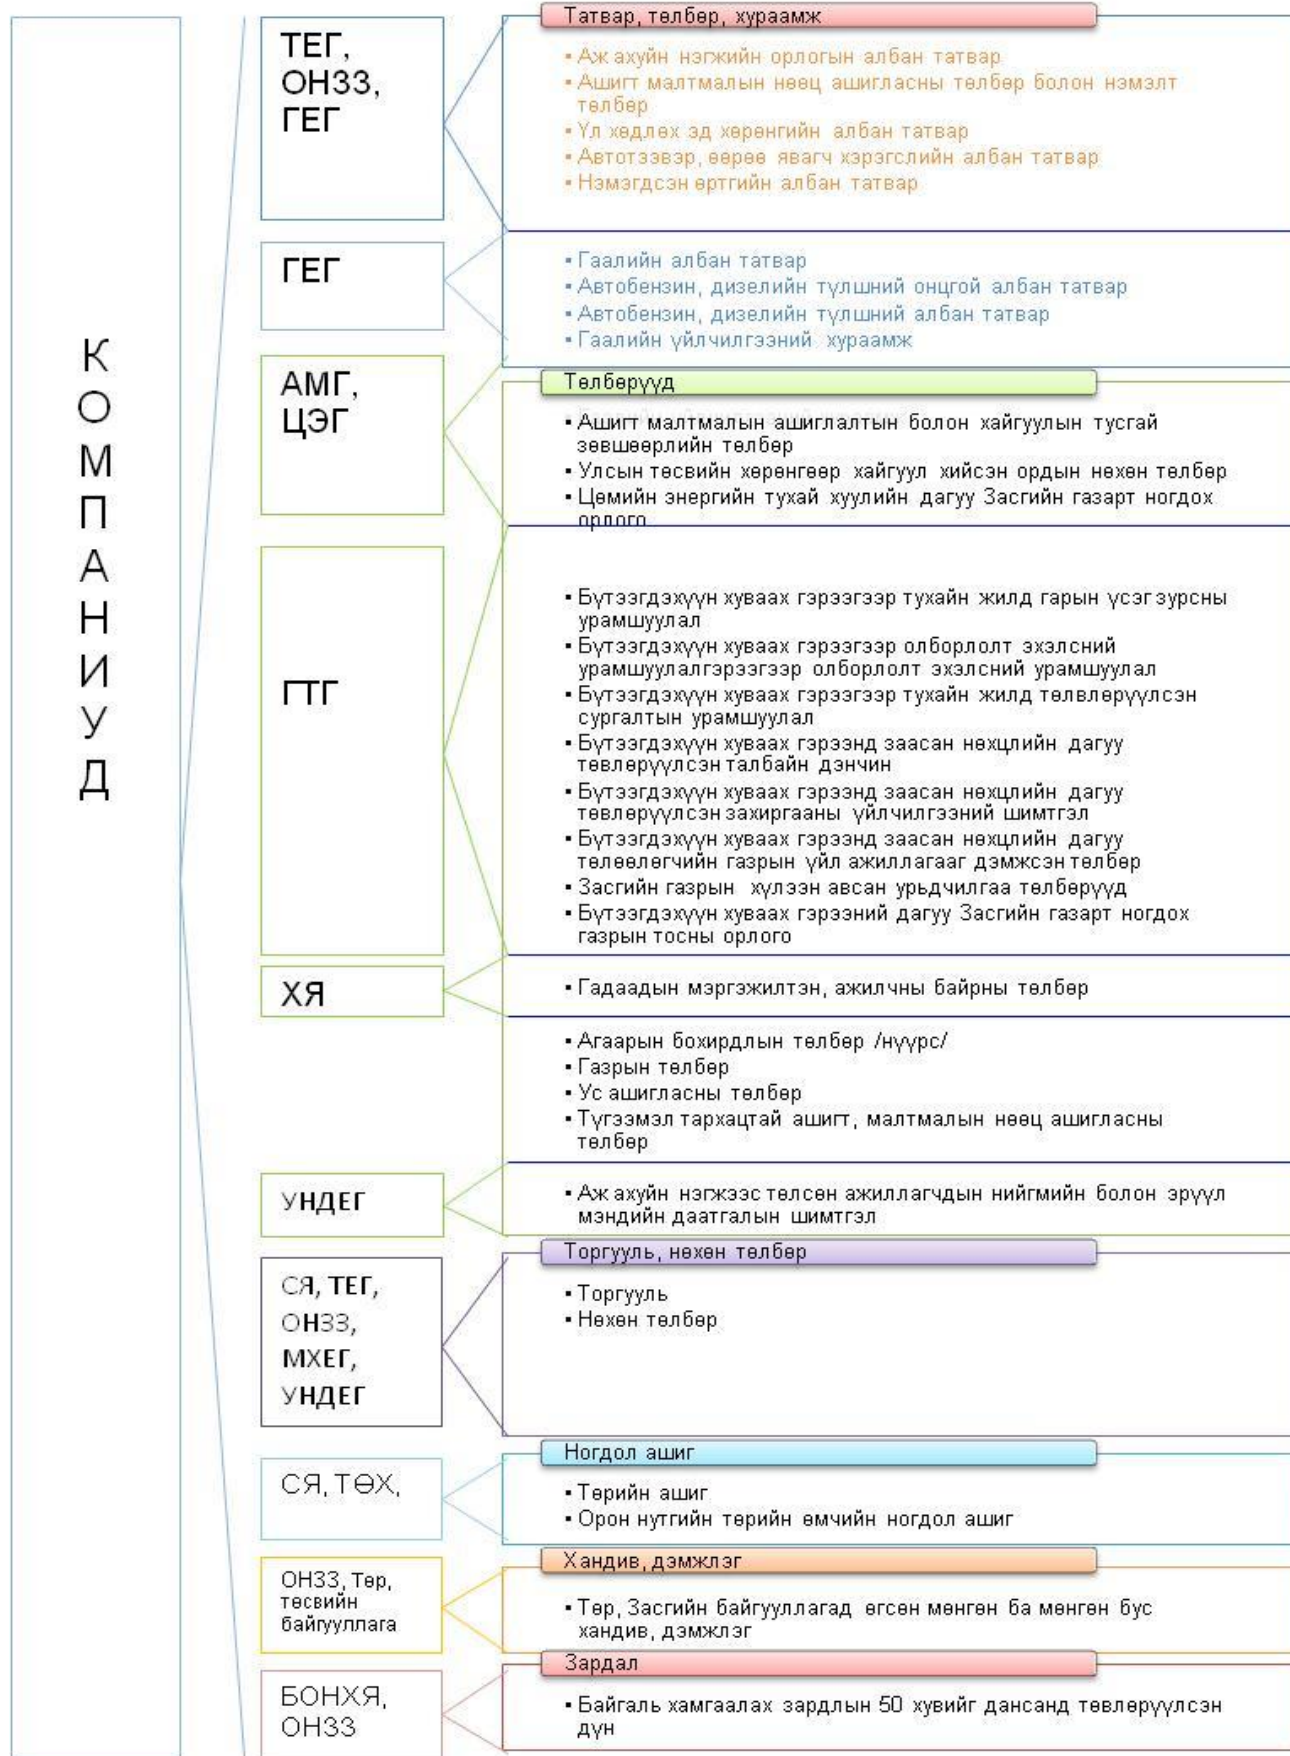 КОМПАНИУД
ТЕГ,
ОНЗЗ,
ГЕГ
Татвар, төлбөр, хураамж
▪ Аж ахуйн нэгжийн орлогын албан татвар
▪ Ашигт малтмалын нөөц ашигласны төлбөр болон нэмэлт
төлбөр
▪ Үл хөдлөх эд хөрөнгийн албан татвар
▪ Автотээвэр, өөрөө явагч хэрэгслийн албан татвар
▪ Нэмэгдсэн өртгийн албан татвар
ГЕГ
▪ Гаалийн албан татвар
▪ Автобензин, дизелийн түлшний онцгой албан татвар
▪ Автобензин, дизелийн түлшний албан татвар
▪ Гаалийн үйлчилгээний хураамж
АМГ,
ЦЭГ
Төлбөрүүд
▪ Ашигт малтмалын ашиглалтын болон хайгуулын тусгай
зөвшөөрлийн төлбөр
▪ Улсын төсвийн хөрөнгөөр хайгуул хийсэн ордын нөхөн төлбөр
▪ Цөмийн энергийн тухай хуулийн дагуу Засгийн газарт ногдох
орлого
ГТГ
▪ Бүтээгдэхүүн хуваах гэрээгээр тухайн жилд гарын үсэг зурсны
урамшуулал
▪ Бүтээгдэхүүн хуваах гэрээгээр олборлолт эхэлсний
урамшуулалгэрээгээр олборлолт эхэлсний урамшуулал
▪ Бүтээгдэхүүн хуваах гэрээгээр тухайн жилд төлвлөрүүлсэн
сургалтын урамшуулал
▪ Бүтээгдэхүүн хуваах гэрээнд заасан нөхцлийн дагуу
төвлөрүүлсэн талбайн дэнчин
▪ Бүтээгдэхүүн хуваах гэрээнд заасан нөхцлийн дагуу
төвлөрүүлсэн захиргааны үйлчилгээний шимтгэл
▪ Бүтээгдэхүүн хуваах гэрээнд заасан нөхцлийн дагуу
төлөөлөгчийн газрын үйл ажиллагааг дэмжсэн төлбөр
▪ Засгийн газрын хүлээн авсан урьдчилгаа төлбөрүүд
▪ Бүтээгдэхүүн хуваах гэрээний дагуу Засгийн газарт ногдох
газрын тосны орлого
ХЯ
▪ Гадаадын мэргэжилтэн, ажилчны байрны төлбөр
▪ Агаарын бохирдлын төлбөр /нүүрс/
▪ Газрын төлбөр
▪ Ус ашигласны төлбөр
▪ Түгээмэл тархацтай ашигт, малтмалын нөөц ашигласны
төлбөр
УНДЕГ
▪ Аж ахуйн нэгжээс төлсөн ажиллагчдын нийгмийн болон эрүүл
мэндийн даатгалын шимтгэл
СЯ, ТЕГ,
ОНЗЗ,
МХЕГ,
УНДЕГ
Торгууль, нөхөн төлбөр
▪ Торгууль
▪ Нөхөн төлбөр
СЯ, ТӨХ,
Ногдол ашиг
▪ Төрийн ашиг
▪ Орон нутгийн төрийн өмчийн ногдол ашиг
ОНЗЗ, Төр,
төсвийн
байгууллага
Хандив, дэмжлэг
▪ Төр, Засгийн байгууллагад өгсөн мөнгөн ба мөнгөн бус
хандив, дэмжлэг
БОНХЯ,
ОНЗЗ
Зардал
▪ Байгаль хамгаалах зардлын 50 хувийг дансанд төвлөрүүлсэн
дүн